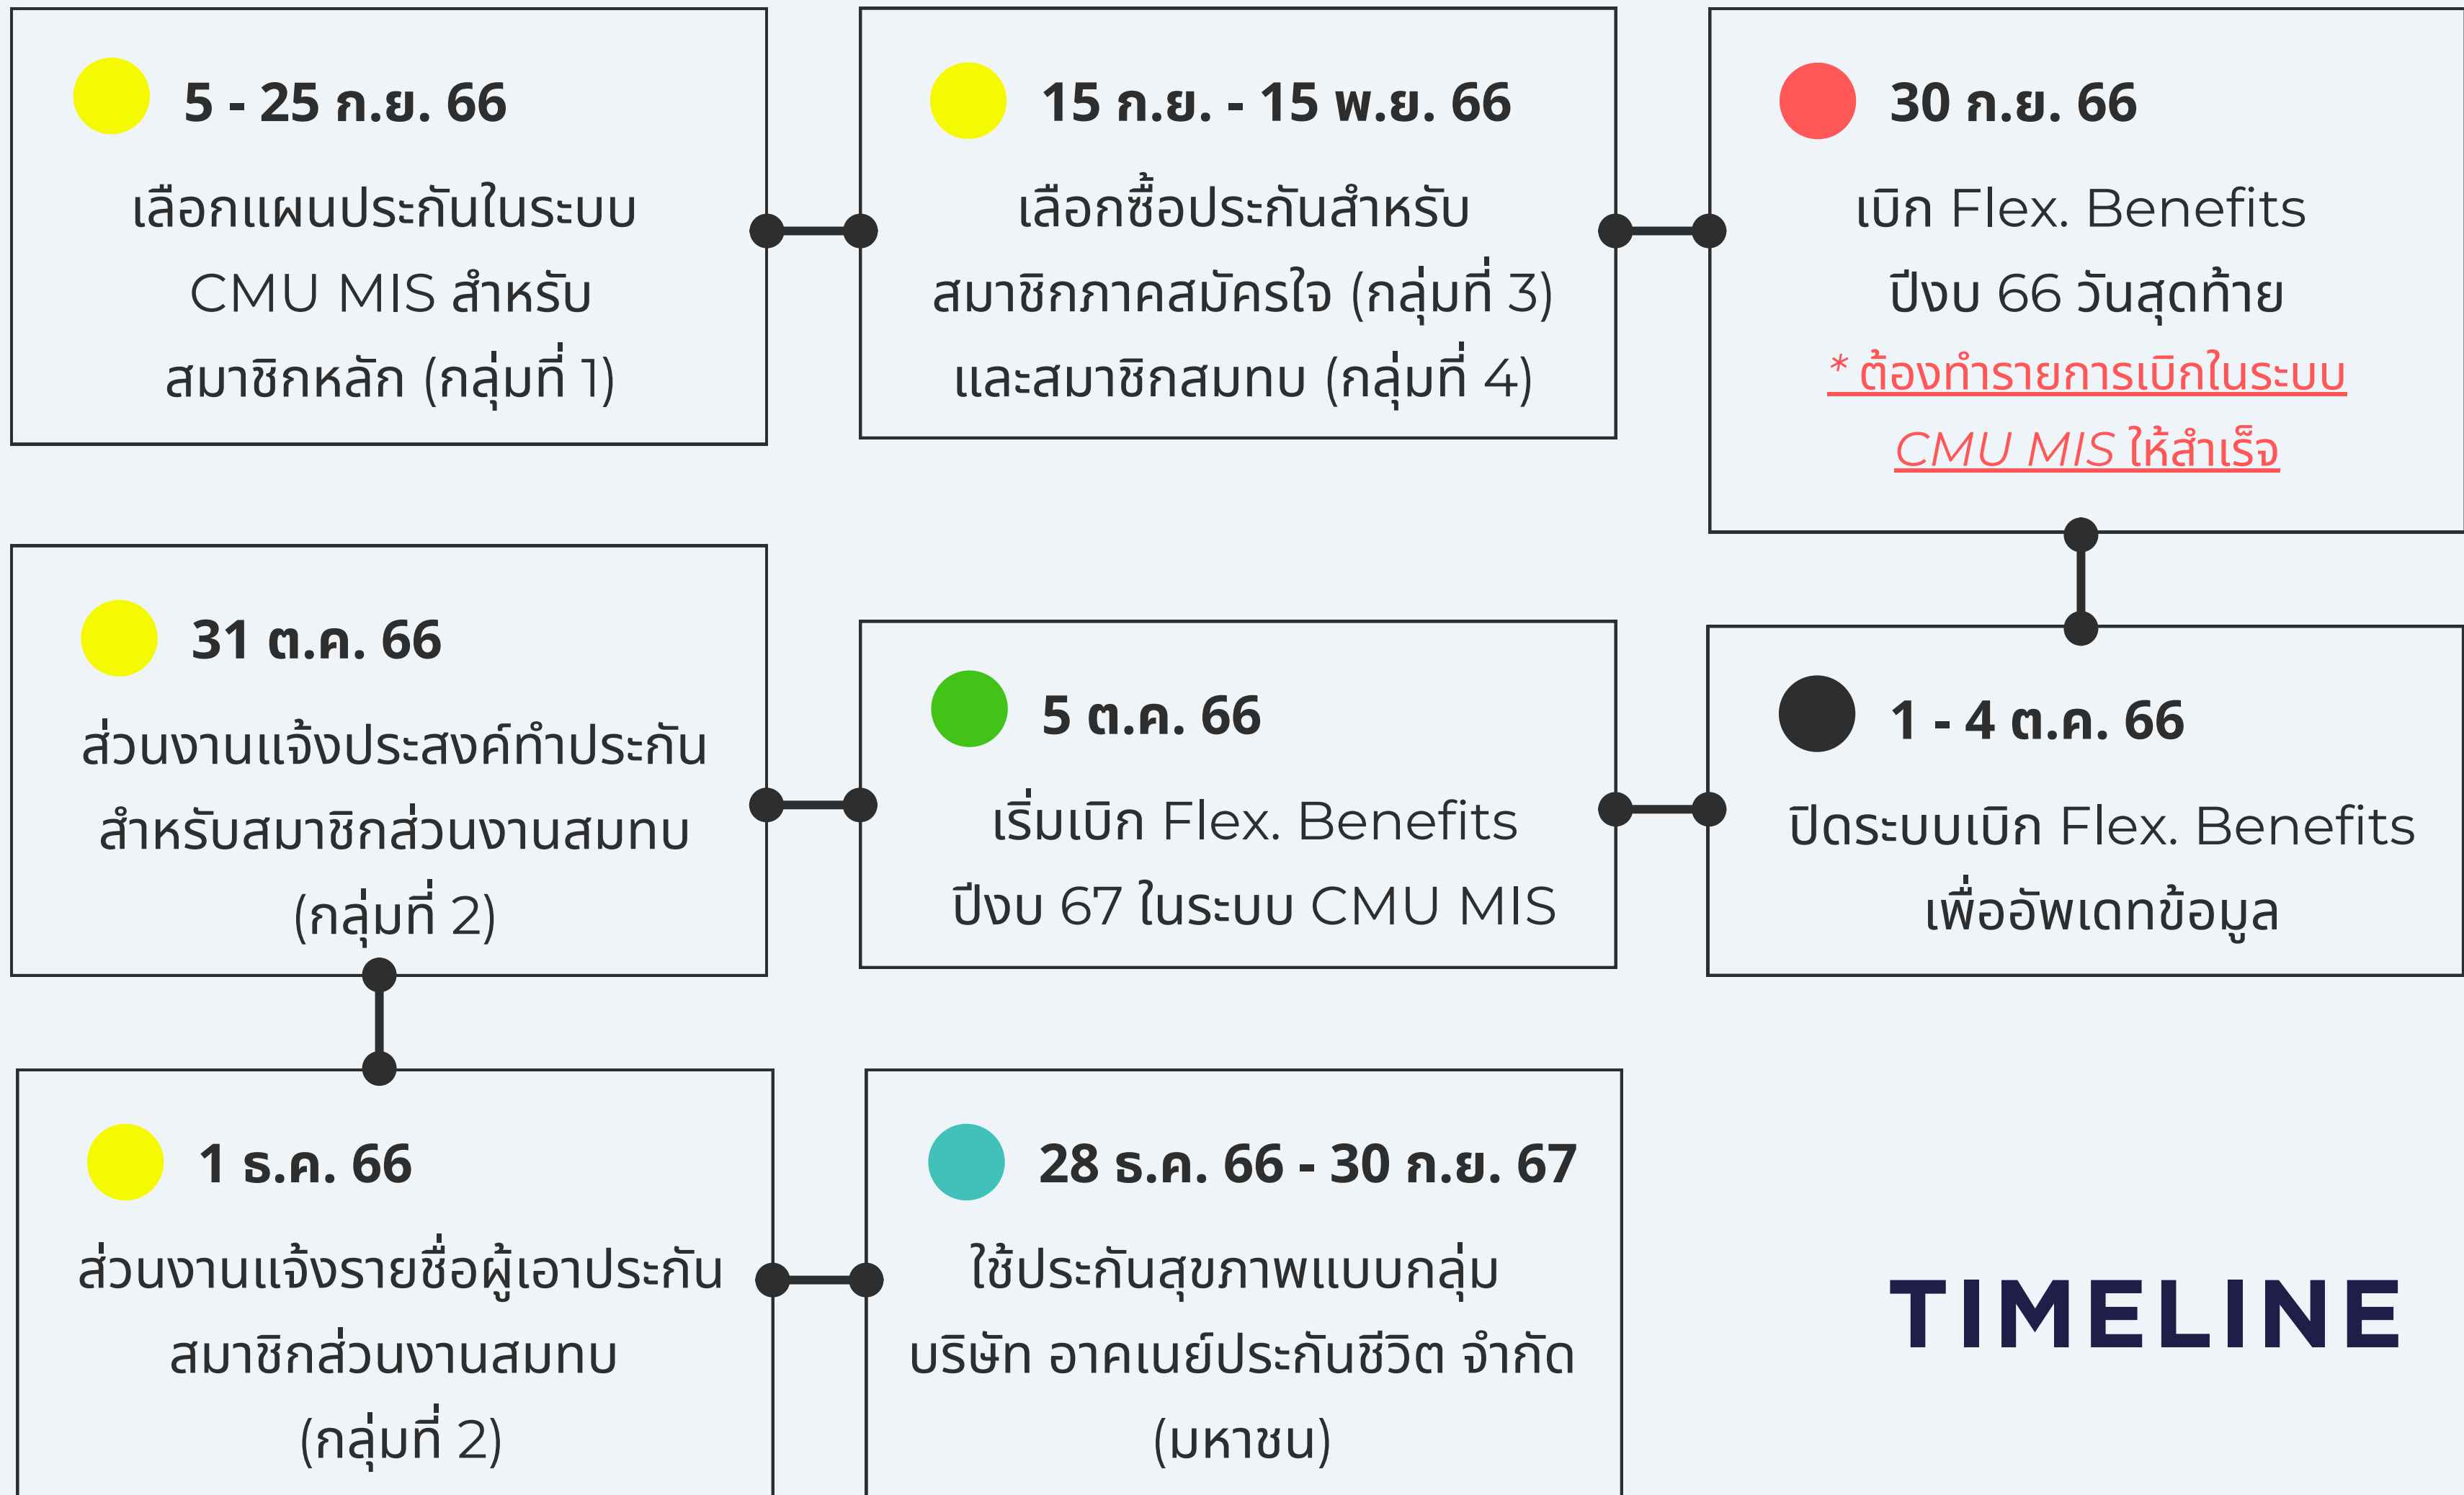 5 - 25 ก.ย. 66
เลือกแผนประกันในระบบ
CMU MIS สำหรับ
สมาชิกหลัก (กลุ่มที่ 1)
15 ก.ย. - 15 พ.ย. 66
เลือกซื้อประกันสำหรับ
สมาชิกภาคสมัครใจ (กลุ่มที่ 3)
และสมาชิกสมทบ (กลุ่มที่ 4)
30 ก.ย. 66
เบิก Flex. Benefits
ปีงบ 66 วันสุดท้าย
* ต้องทำรายการเบิกในระบบ
CMU MIS ให้สำเร็จ
1 - 4 ต.ค. 66
ปิดระบบเบิก Flex. Benefits
เพื่ออัพเดทข้อมูล
5 ต.ค. 66
เริ่มเบิก Flex. Benefits
ปีงบ 67 ในระบบ CMU MIS
31 ต.ค. 66
ส่วนงานแจ้งประสงค์ทำประกัน
สำหรับสมาชิกส่วนงานสมทบ
(กลุ่มที่ 2)
1 ธ.ค. 66
ส่วนงานแจ้งรายชื่อผู้เอาประกัน
สมาชิกส่วนงานสมทบ
(กลุ่มที่ 2)
28 ธ.ค. 66 - 30 ก.ย. 67
ใช้ประกันสุขภาพแบบกลุ่ม
บริษัท อาคเนย์ประกันชีวิต จำกัด
(มหาชน)
TIMELINE